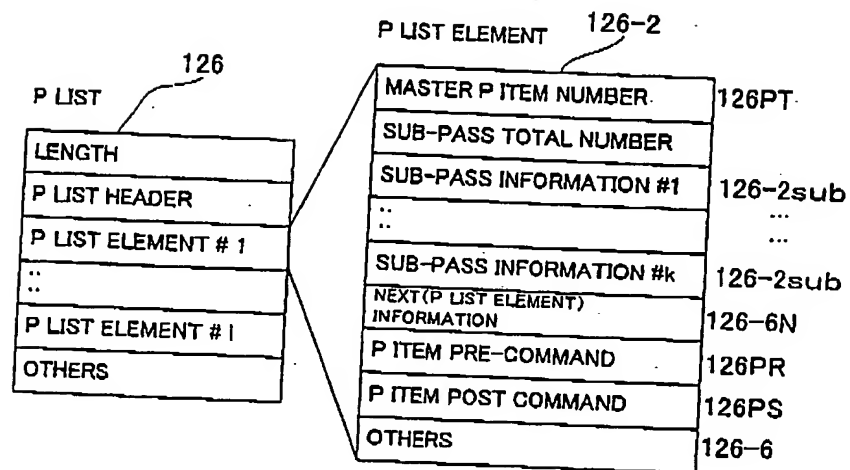 126
P LIST
LENGTH
P LIST HEADER
P LIST ELEMENT # 1
::
P LIST ELEMENT # l
OTHERS
P LIST ELEMENT
126-2
MASTER P ITEM NUMBER
126PT
SUB-PASS TOTAL NUMBER
SUB-PASS INFORMATION #1
126-2sub
::
...
...
SUB-PASS INFORMATION #k
126-2sub
NEXT(P LIST ELEMENT)
INFORMATION
126-6N
P ITEM PRE-COMMAND
126PR
P ITEM POST COMMAND
126PS
OTHERS
126-6